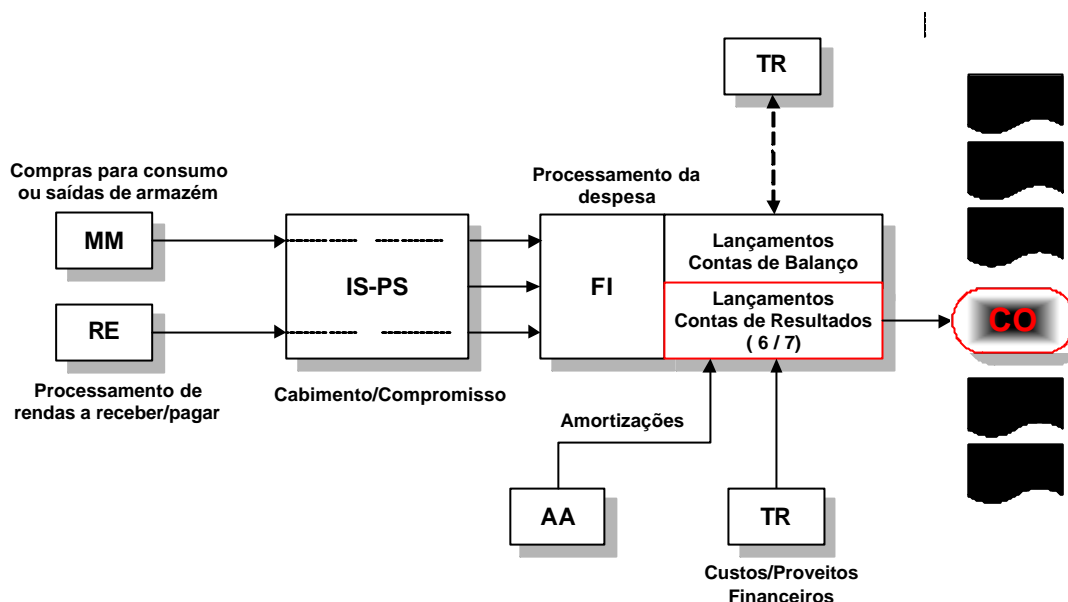 TR
Compras para consumo
ou saídas de armazém
Processamento da
despesa
MM
Lançamentos
Contas de Balanço
IS-PS
FI
RE
Lançamentos
Contas de Resultados
( 6 / 7)
CO
Processamento de
rendas a receber/pagar
Cabimento/Compromisso
Amortizações
AA
TR
Custos/Proveitos
Financeiros